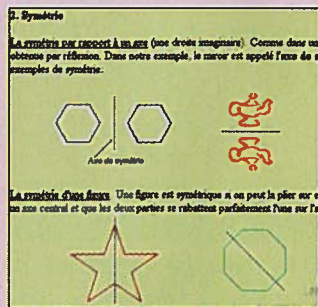 2. Symétrie
La symétrie par rapport à un axe (une droite imaginaire). Comme dans un
obtenue par réflexion. Dans notre exemple, le miroir est appelé l'axe de s
exemples de symétrie.
Axe de symétrie
La symétrie d'une figure. Une figure est symétrique si on peut la plier sur e
un axe central et que les deux parties se rabattent parfaitement l'une sur l'a